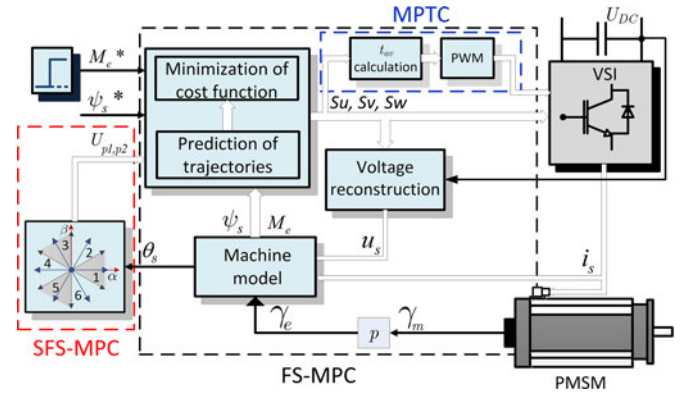 MPTC
U_DC
M_e *
ψ_s *
Minimization of
cost function
t_av
calculation
PWM
VSI
Su, Sv, Sw
U_p1,p2
Prediction of
trajectories
Voltage
reconstruction
ψ_s M_e
u_s
i_s
β
3 2
4 1 α
5 6
θ_s
Machine
model
γ_e p γ_m
SFS-MPC
FS-MPC
PMSM